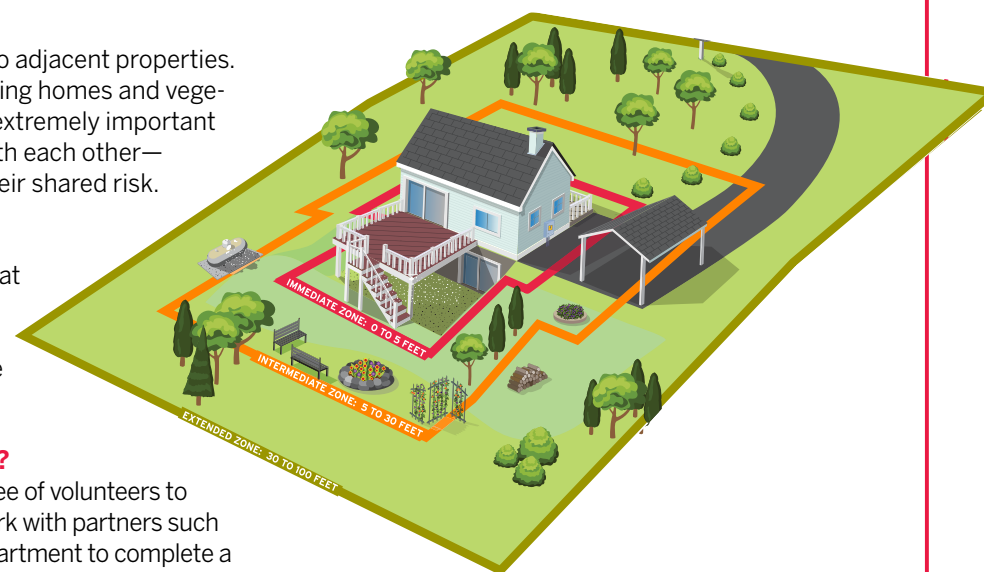 o adjacent properties.
ing homes and vege-
extremely important
th each other—
eir shared risk.
at
e
?
ee of volunteers to
rk with partners such
artment to complete a
IMMEDIATE ZONE: 0 TO 5 FEET
INTERMEDIATE ZONE: 5 TO 30 FEET
EXTENDED ZONE: 30 TO 100 FEET